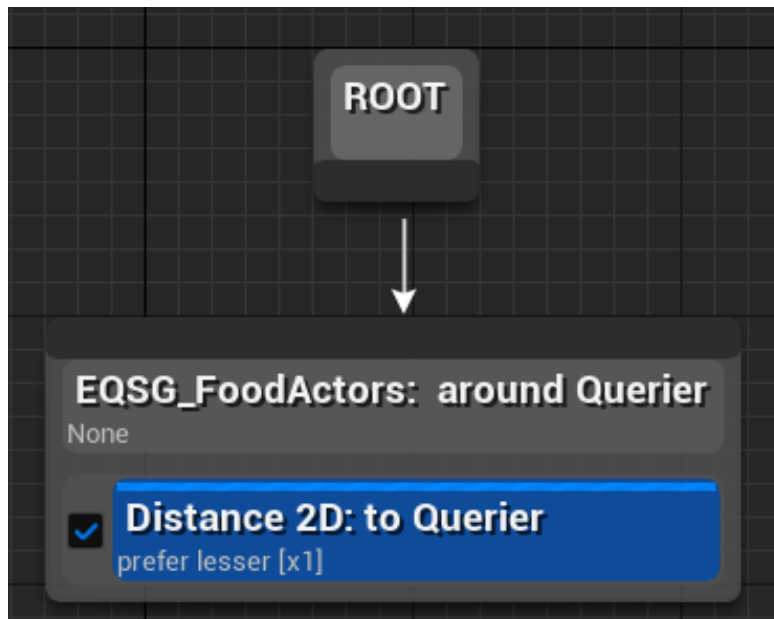 ROOT
EQSG_FoodActors:  around Querier
None
Distance 2D: to Querier
prefer lesser [x1]